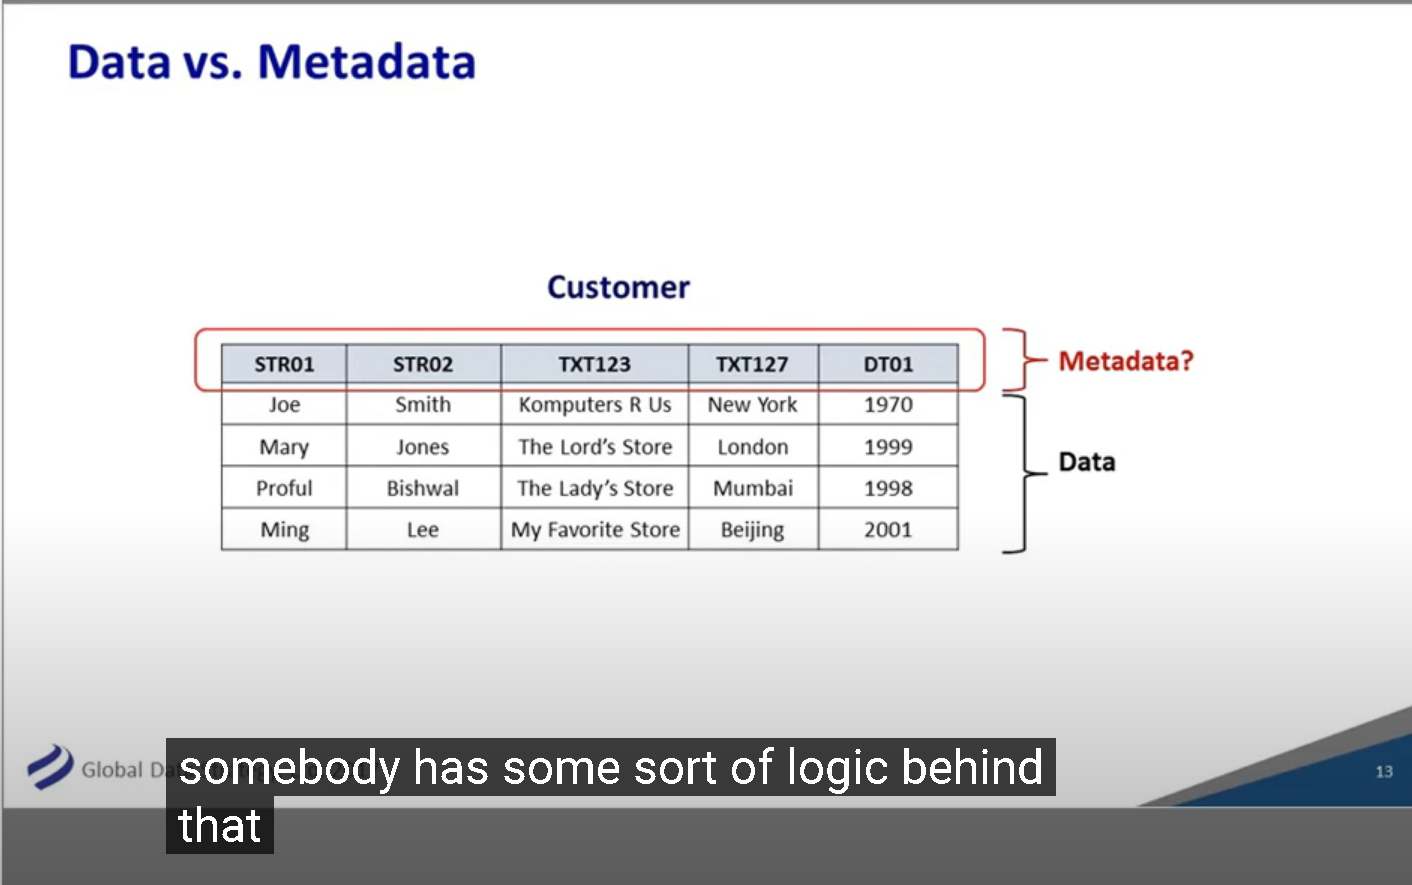 Data vs. Metadata
Customer
STR01 STR02 TXT123 TXT127 DT01
Metadata?
Joe Smith Komputers R Us New York 1970
Mary Jones The Lord's Store London 1999
Data
Proful Bishwal The Lady's Store Mumbai 1998
Ming Lee My Favorite Store Beijing 2001
Global
somebody has some sort of logic behind
that
13